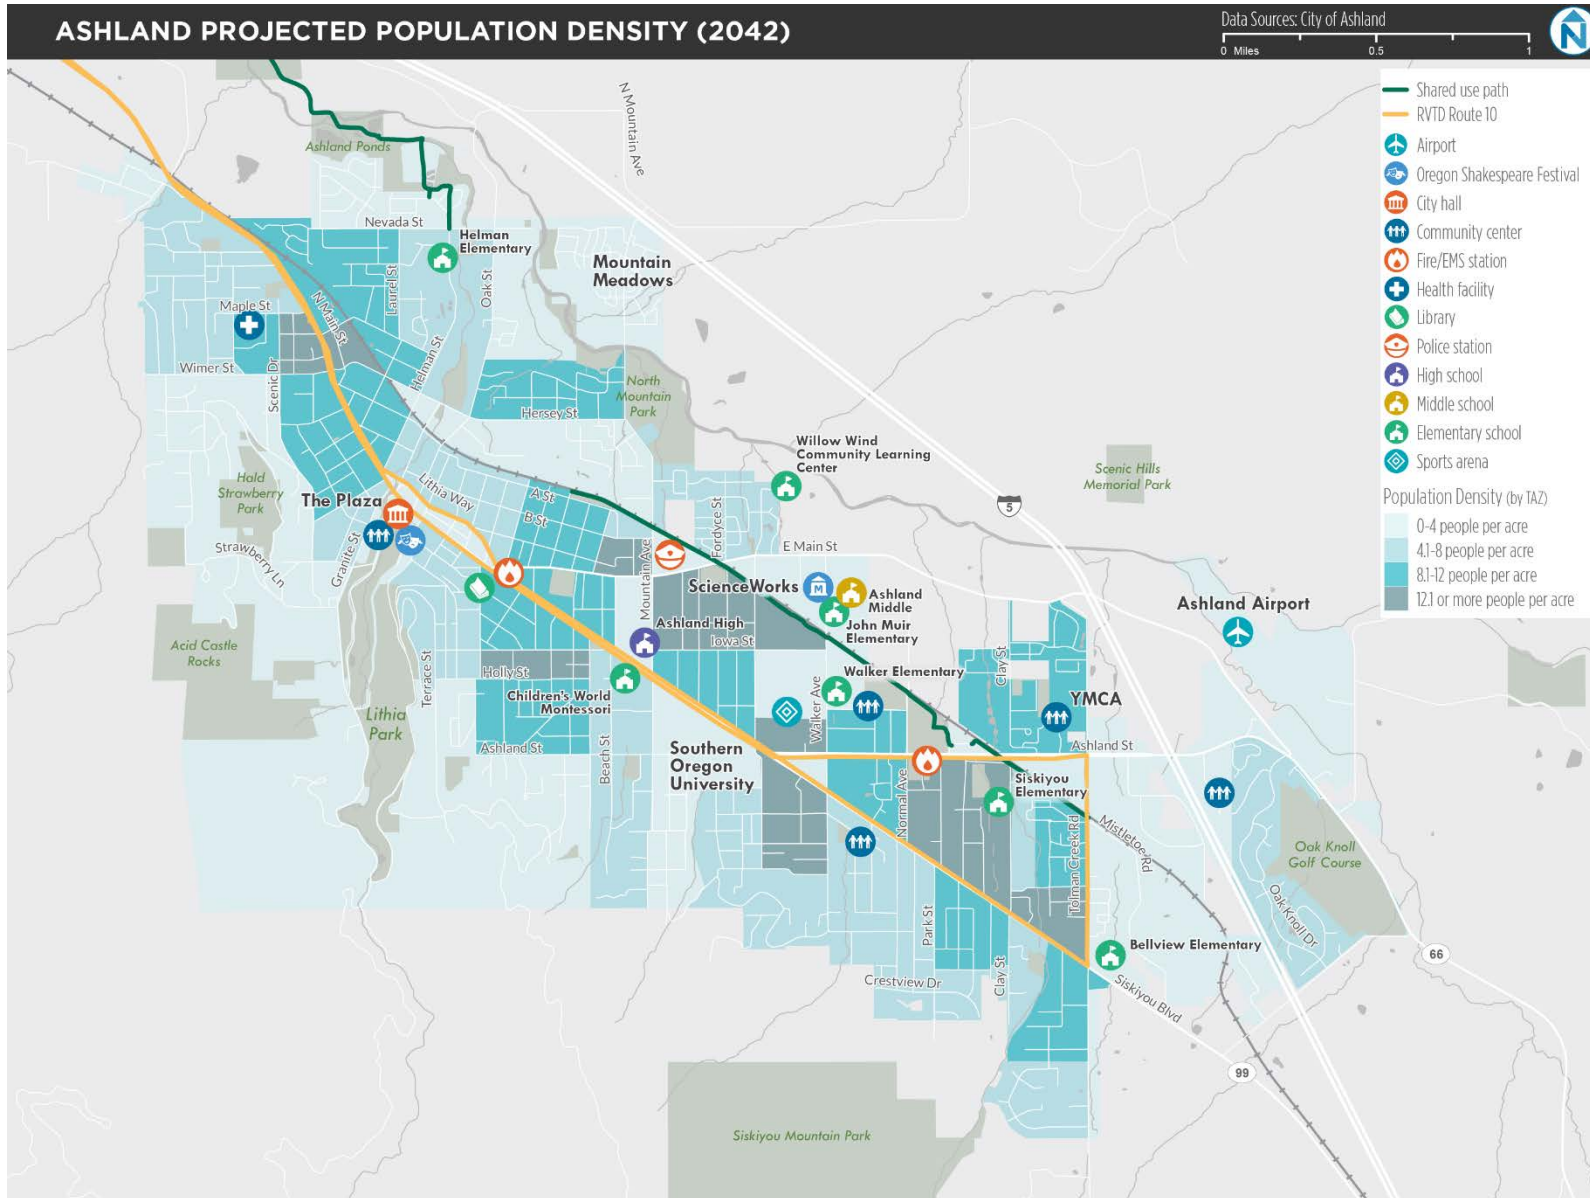 ASHLAND PROJECTED POPULATION DENSITY (2042)
Data Sources: City of Ashland
0 Miles
0.5
1
N
Shared use path
RVTD Route 10
Airport
Oregon Shakespeare Festival
City hall
Community center
Fire/EMS station
Health facility
Library
Police station
High school
Middle school
Elementary school
Sports arena
Population Density (by TAZ)
0-4 people per acre
4.1-8 people per acre
8.1-12 people per acre
12.1 or more people per acre
N Mountain Ave
Ashland Ponds
Nevada St
Helman
Elementary
Laurel St
Oak St
Mountain
Meadows
Maple St
N Main St
Wimer St
Scenic Dr
Helman St
North
Mountain
Park
Hersey St
Willow Wind
Community Learning
Center
Scenic Hills
Memorial Park
5
Hald
Strawberry
Park
The Plaza
Lithia Way
A St
B St
Fordyce St
E Main St
Strawberry Ln
Granite St
Mountain Ave
ScienceWorks
M
Ashland
Middle
John Muir
Elementary
Ashland Airport
Acid Castle
Rocks
Ashland High
Iowa St
Terrace St
Holly St
Children's World
Montessori
Walker Elementary
Clay St
YMCA
Lithia
Park
Ashland St
Beach St
Southern
Oregon
University
Walker Ave
Ashland St
Siskiyou
Elementary
Normal Ave
Tolman Creek Rd
Mistletoe Rd
Oak Knoll
Golf Course
Oak Knoll Dr
Park St
Clay St
Bellview Elementary
66
Crestview Dr
Siskiyou Blvd
99
Siskiyou Mountain Park